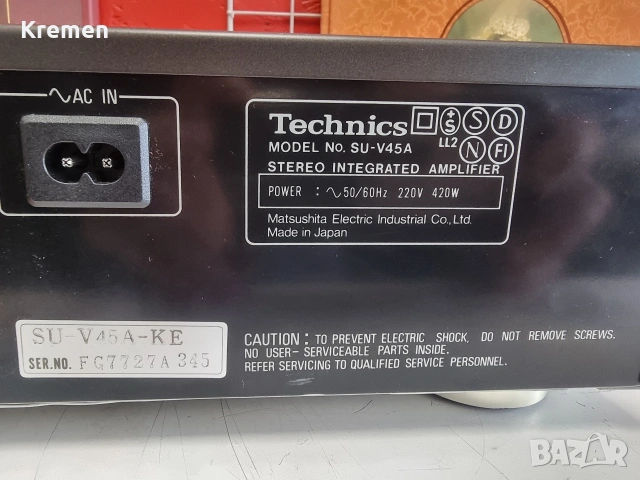 Kremen
∿AC IN
Technics
S D
LL2 N FI
MODEL No. SU-V45A
STEREO INTEGRATED AMPLIFIER
POWER : ∿50/60Hz 220V 420W
Matsushita Electric Industrial Co., Ltd.
Made in Japan
SU-V45A-KE
SER.NO. FG7727A345
CAUTION: TO PREVENT ELECTRIC SHOCK, DO NOT REMOVE SCREWS.
NO USER-SERVICEABLE PARTS INSIDE.
REFER SERVICING TO QUALIFIED SERVICE PERSONNEL.
BAZAR